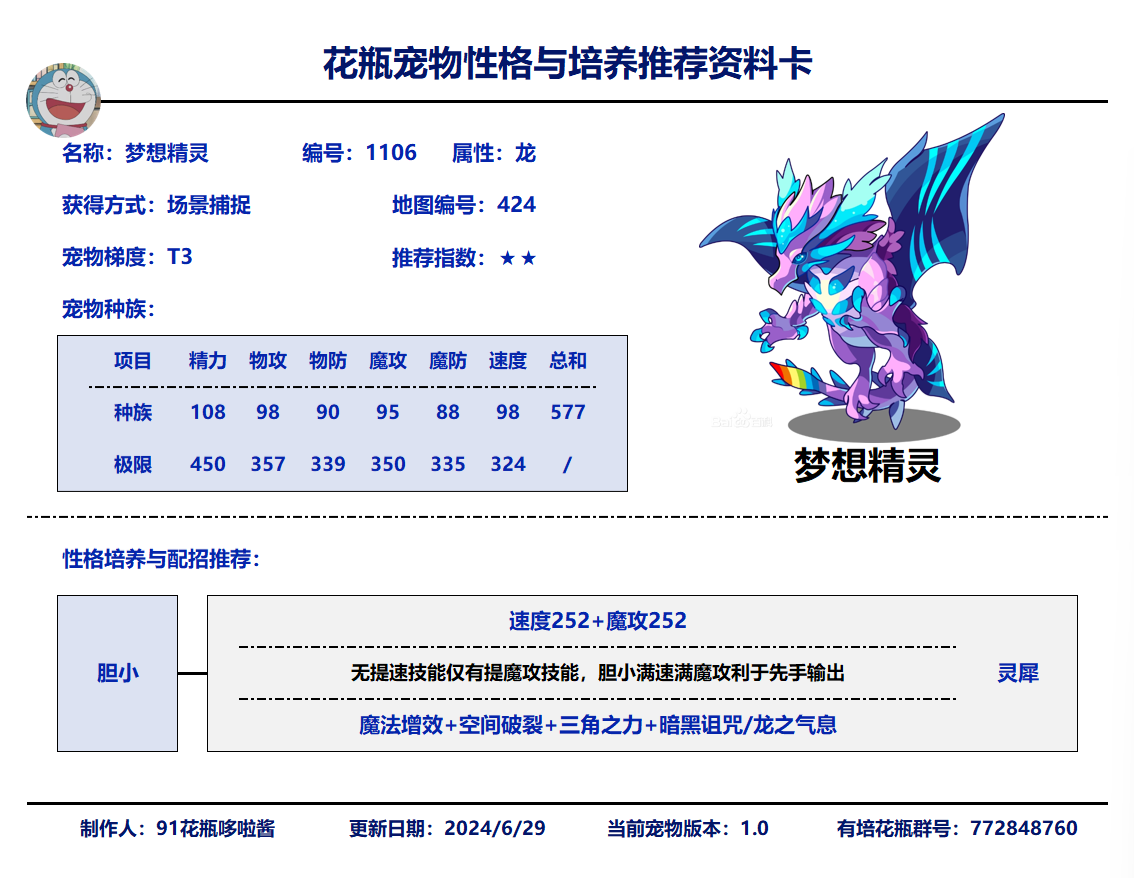 花瓶宠物性格与培养推荐资料卡
名称：梦想精灵 编号：1106 属性：龙
获得方式：场景捕捉 地图编号：424
宠物梯度：T3 推荐指数：★★
宠物种族：
项目 精力 物攻 物防 魔攻 魔防 速度 总和
种族 108 98 90 95 88 98 577
极限 450 357 339 350 335 324 /
Bai 百科
梦想精灵
性格培养与配招推荐：
速度252+魔攻252
胆小 无提速技能仅有提魔攻技能，胆小满速满魔攻利于先手输出 灵犀
魔法增效+空间破裂+三角之力+暗黑诅咒/龙之气息
制作人：91花瓶哆啦酱 更新日期：2024/6/29 当前宠物版本：1.0 有培花瓶群号：772848760